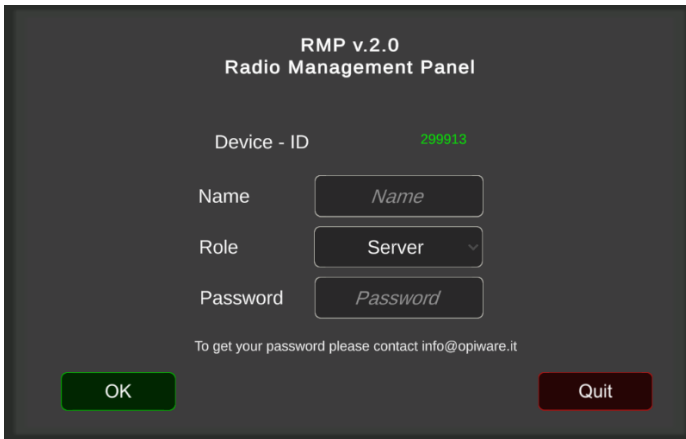 RMP v.2.0
Radio Management Panel
Device - ID 299913
Name Name
Role Server
Password Password
To get your password please contact info@opiware.it
OK Quit